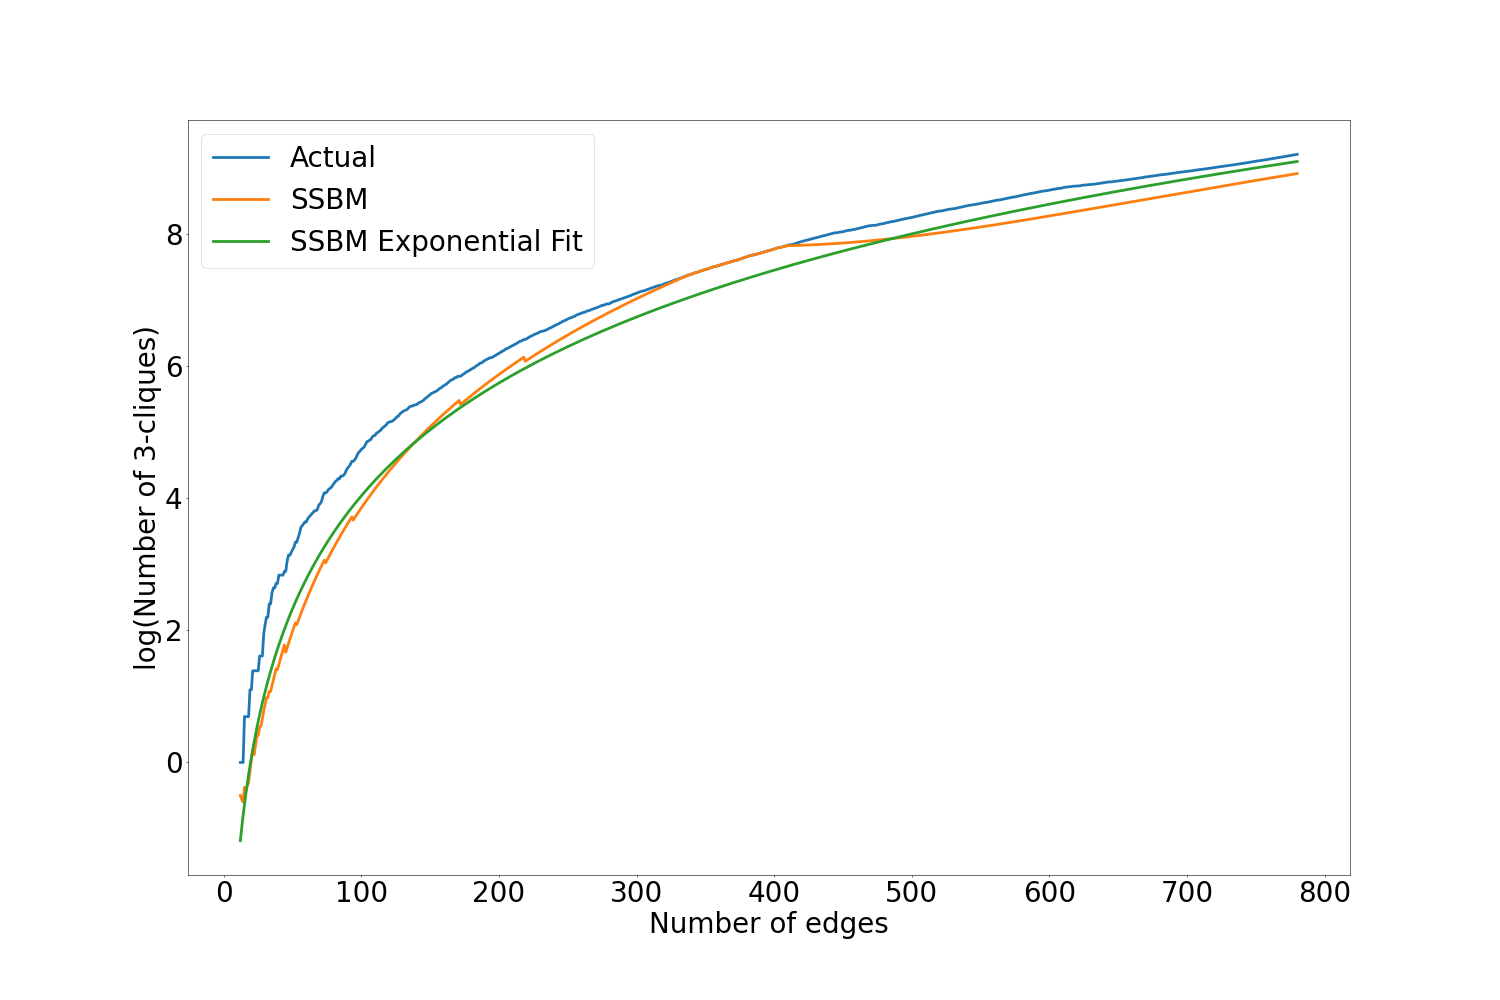 Actual
SSBM
SSBM Exponential Fit
8
6
4
2
0
log(Number of 3-cliques)
0 100 200 300 400 500 600 700 800
Number of edges